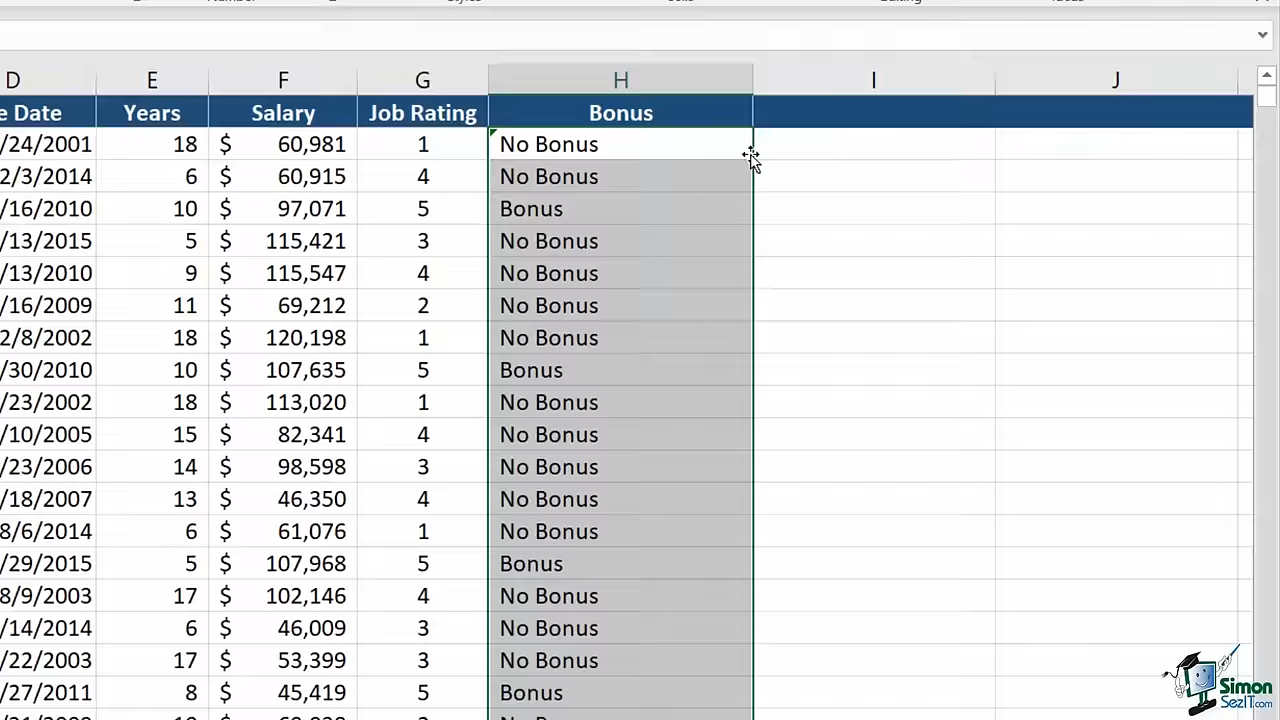 D E F G H I J
e Date Years Salary Job Rating Bonus
/24/2001 18 $ 60,981 1 No Bonus
2/3/2014 6 $ 60,915 4 No Bonus
/16/2010 10 $ 97,071 5 Bonus
/13/2015 5 $ 115,421 3 No Bonus
/13/2010 9 $ 115,547 4 No Bonus
/16/2009 11 $ 69,212 2 No Bonus
2/8/2002 18 $ 120,198 1 No Bonus
/30/2010 10 $ 107,635 5 Bonus
/23/2002 18 $ 113,020 1 No Bonus
/10/2005 15 $ 82,341 4 No Bonus
/23/2006 14 $ 98,598 3 No Bonus
/18/2007 13 $ 46,350 4 No Bonus
8/6/2014 6 $ 61,076 1 No Bonus
/29/2015 5 $ 107,968 5 Bonus
8/9/2003 17 $ 102,146 4 No Bonus
/14/2014 6 $ 46,009 3 No Bonus
/22/2003 17 $ 53,399 3 No Bonus
/27/2011 8 $ 45,419 5 Bonus
Simon
SezIT.com